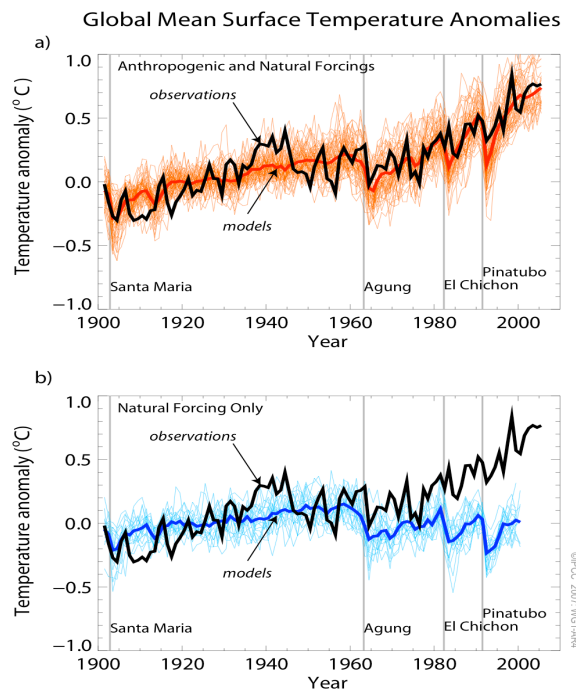 Global Mean Surface Temperature Anomalies
a)
Temperature anomaly (° C)
1.0
0.5
0.0
−0.5
−1.0
Anthropogenic and Natural Forcings
observations
models
Santa Maria
Agung
El Chichon
Pinatubo
1900 1920 1940 1960 1980 2000
Year
b)
Temperature anomaly (°C)
1.0
0.5
0.0
−0.5
−1.0
Natural Forcing Only
observations
models
Santa Maria
Agung
El Chichon
Pinatubo
1900 1920 1940 1960 1980 2000
Year
2007: